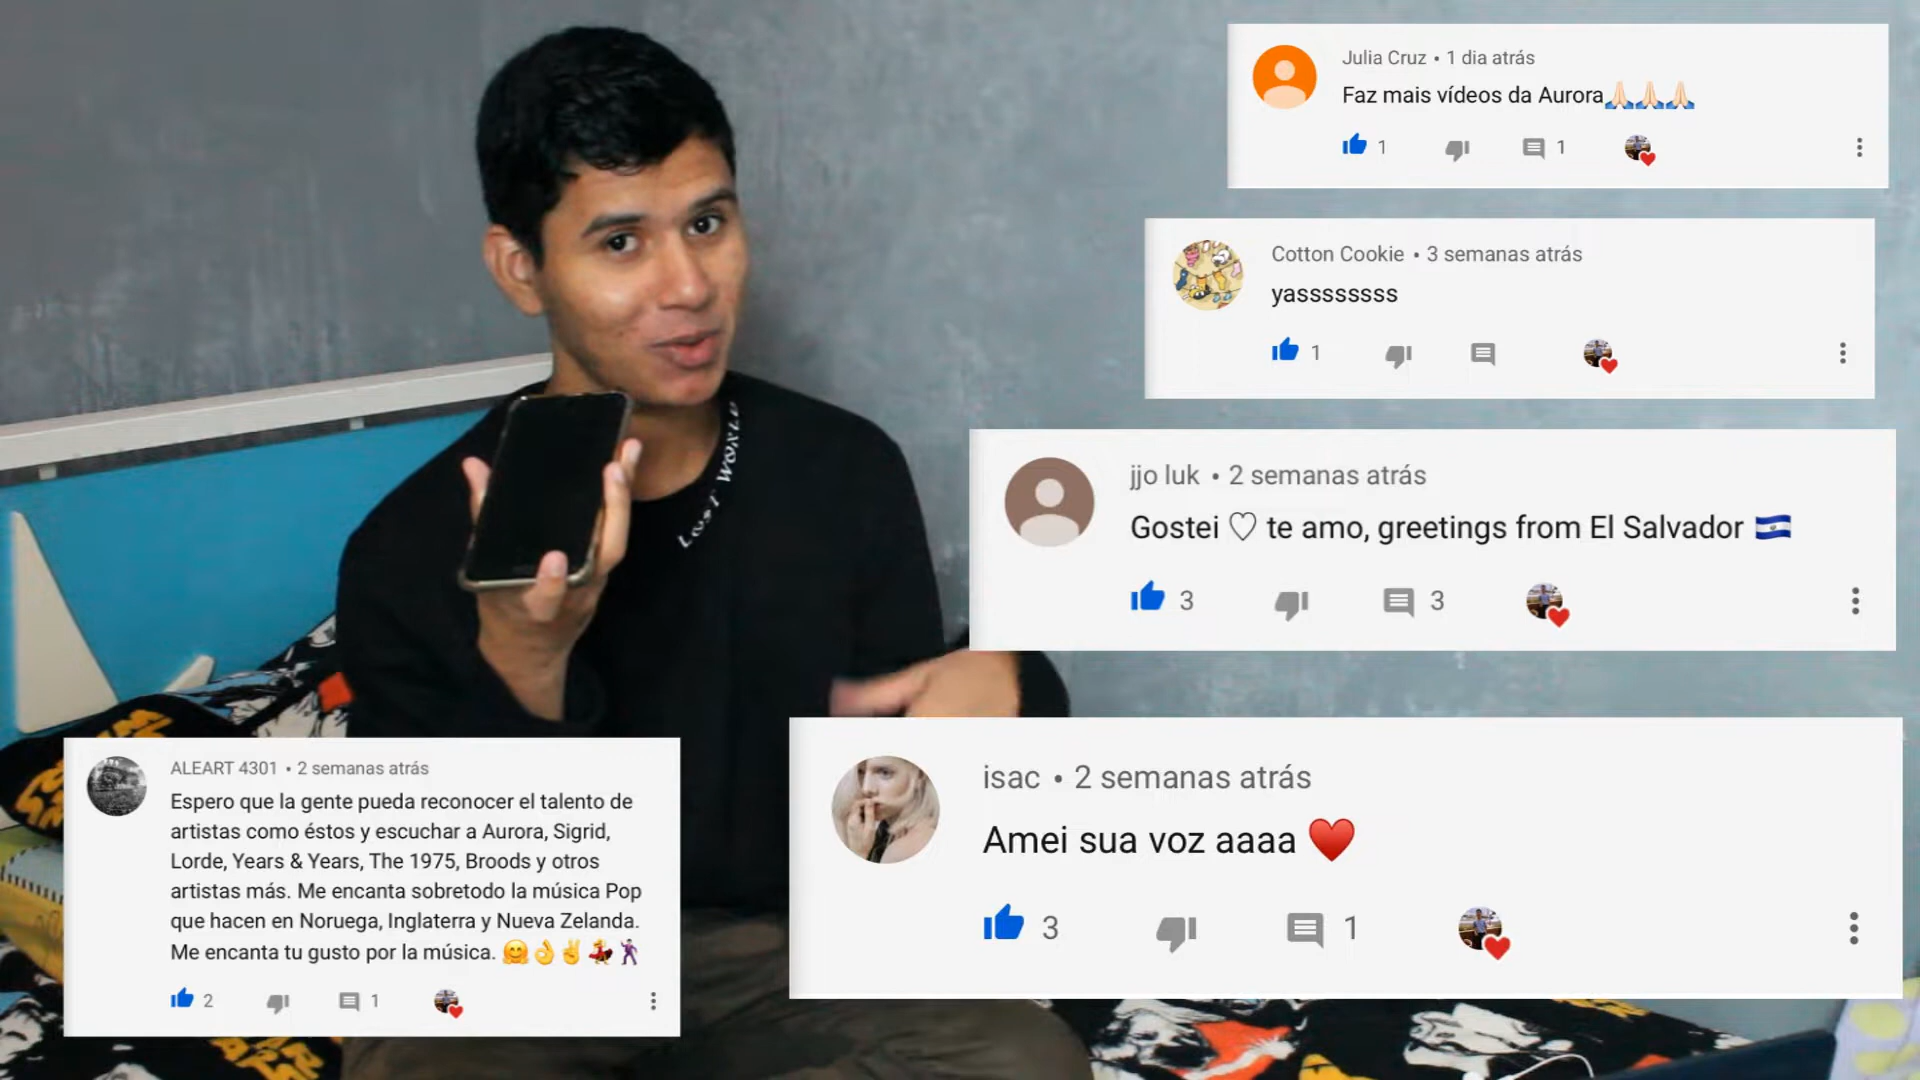 Julia Cruz • 1 dia atrás
Faz mais vídeos da Aurora🙏🏻🙏🏻🙏🏻
1 1
Cotton Cookie • 3 semanas atrás
yassssssss
1
jjo luk • 2 semanas atrás
Gostei ♡ te amo, greetings from El Salvador 🇸🇻
3 3
LOST WORLD
isac • 2 semanas atrás
Amei sua voz aaaa ♥️
3 1
ALEART 4301 • 2 semanas atrás
Espero que la gente pueda reconocer el talento de
artistas como éstos y escuchar a Aurora, Sigrid,
Lorde, Years & Years, The 1975, Broods y otros
artistas más. Me encanta sobretodo la música Pop
que hacen en Noruega, Inglaterra y Nueva Zelanda.
Me encanta tu gusto por la música. 🤗👌✌️💃🕺
2 1